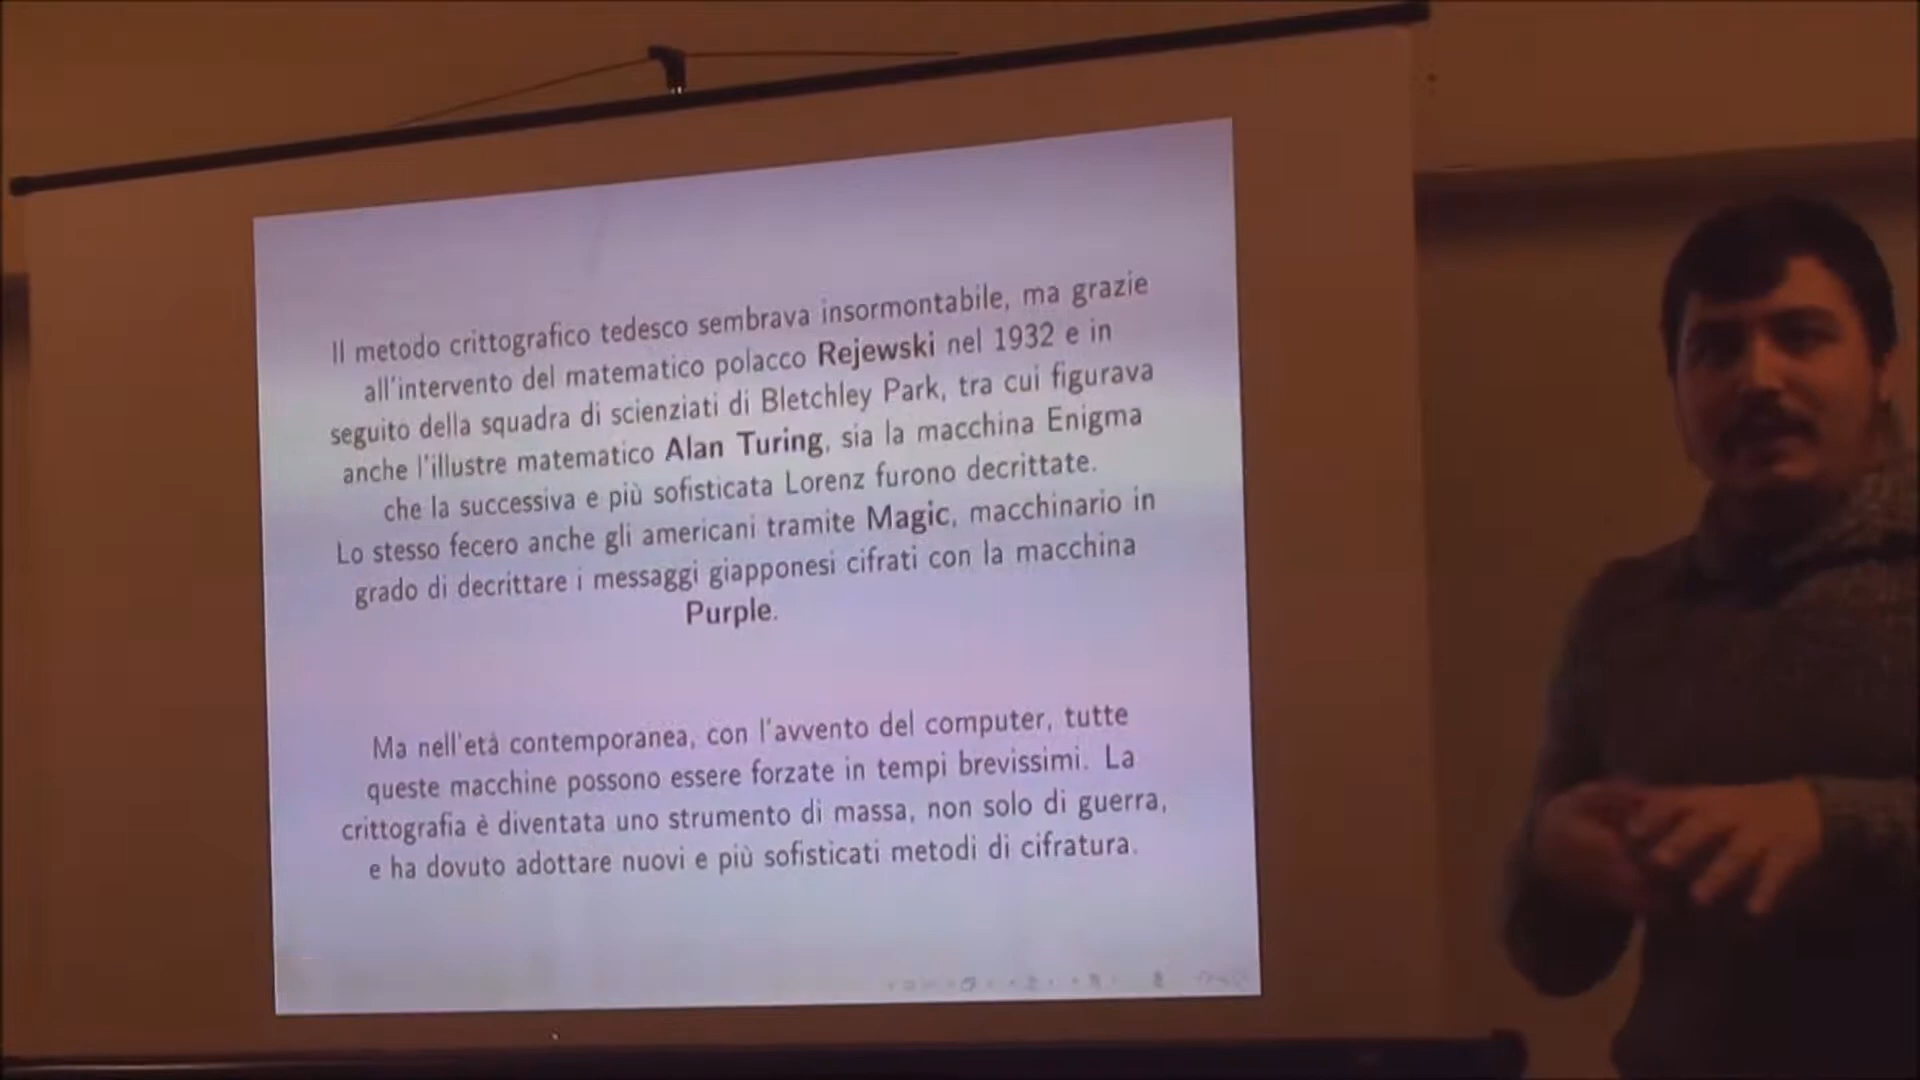 Il metodo crittografico tedesco sembrava insormontabile, ma grazie
all'intervento del matematico polacco Rejewski nel 1932 e in
seguito della squadra di scienziati di Bletchley Park, tra cui figurava
anche l'illustre matematico Alan Turing, sia la macchina Enigma
che la successiva e più sofisticata Lorenz furono decrittate.
Lo stesso fecero anche gli americani tramite Magic, macchinario in
grado di decrittare i messaggi giapponesi cifrati con la macchina
Purple.
Ma nell'età contemporanea, con l'avvento del computer, tutte
queste macchine possono essere forzate in tempi brevissimi. La
crittografia è diventata uno strumento di massa, non solo di guerra,
e ha dovuto adottare nuovi e più sofisticati metodi di cifratura.